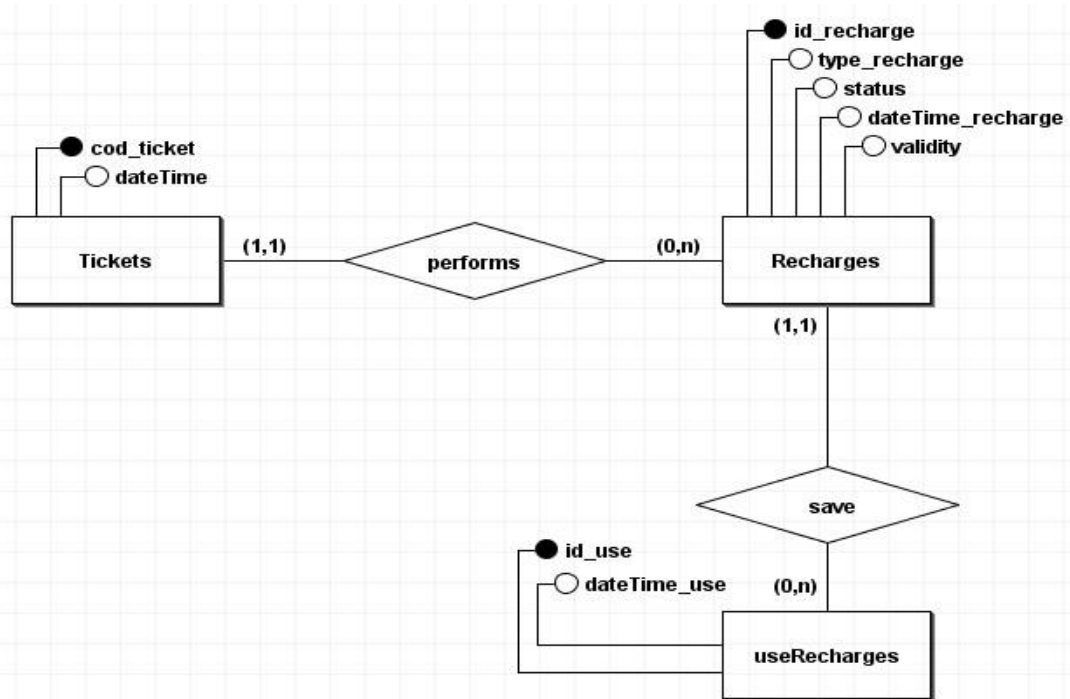 id_recharge
type_recharge
status
dateTime_recharge
validity
cod_ticket
dateTime
Tickets
(1,1)
performs
(0,n)
Recharges
(1,1)
save
id_use
dateTime_use
(0,n)
useRecharges